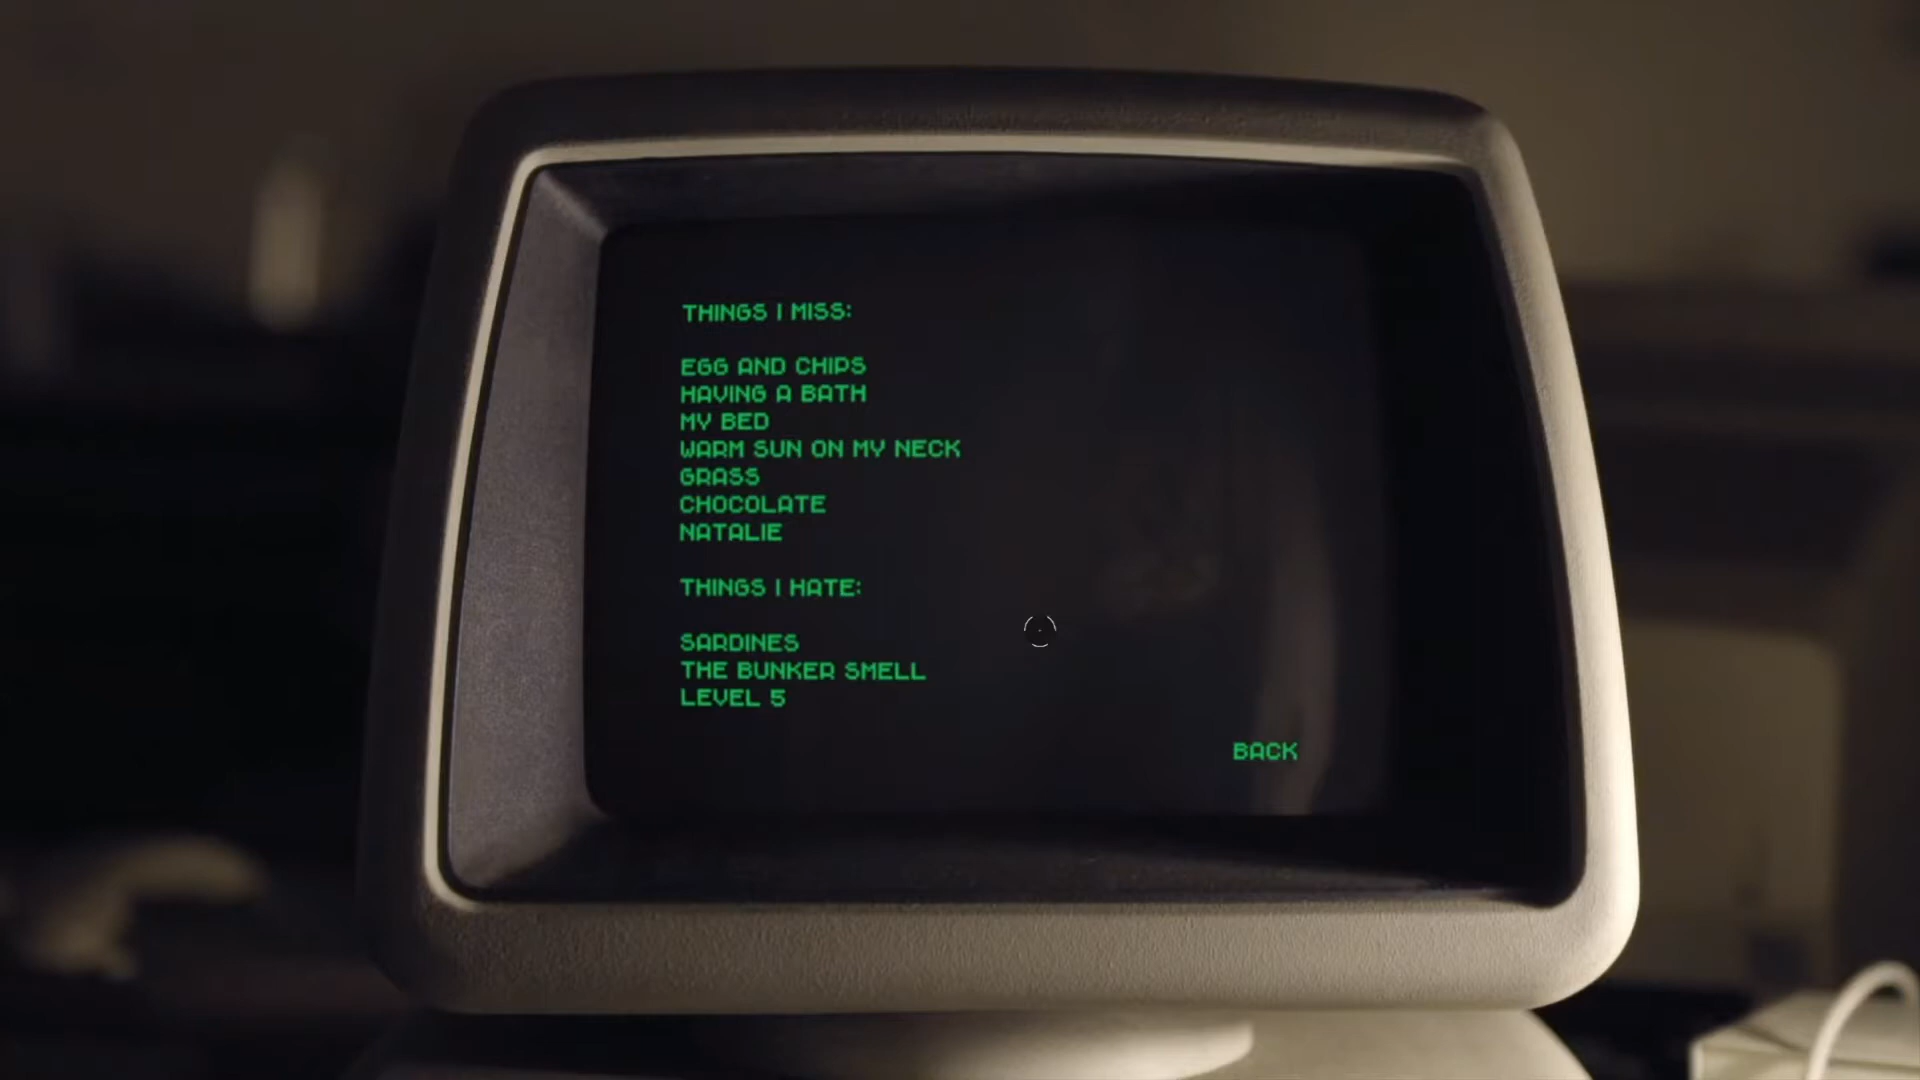 THINGS I MISS:
EGG AND CHIPS
HAVING A BATH
MY BED
WARM SUN ON MY NECK
GRASS
CHOCOLATE
NATALIE
THINGS I HATE:
SARDINES
THE BUNKER SMELL
LEVEL 5
BACK